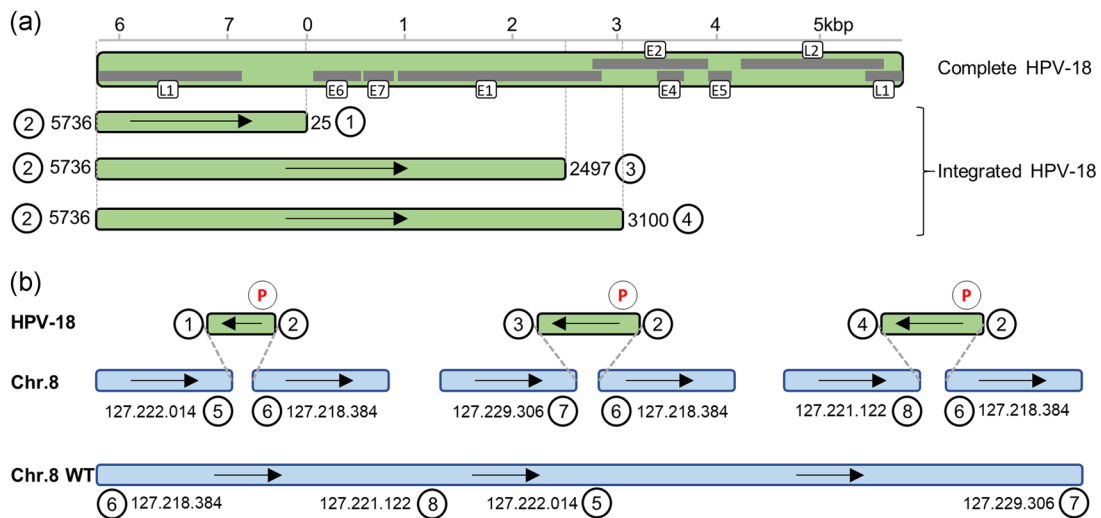 (a)
6 7 0 1 2 3 4 5kbp
E2 L2
Complete HPV-18
L1 E6 E7 E1 E4 E5 L1
2 5736 25 1
2 5736 2497 3
Integrated HPV-18
2 5736 3100 4
(b)
P P P
HPV-18 1 2 3 2 4 2
Chr.8
127.222.014 5 6 127.218.384 127.229.306 7 6 127.218.384 127.221.122 8 6 127.218.384
Chr.8 WT
6 127.218.384 127.221.122 8 127.222.014 5 127.229.306 7